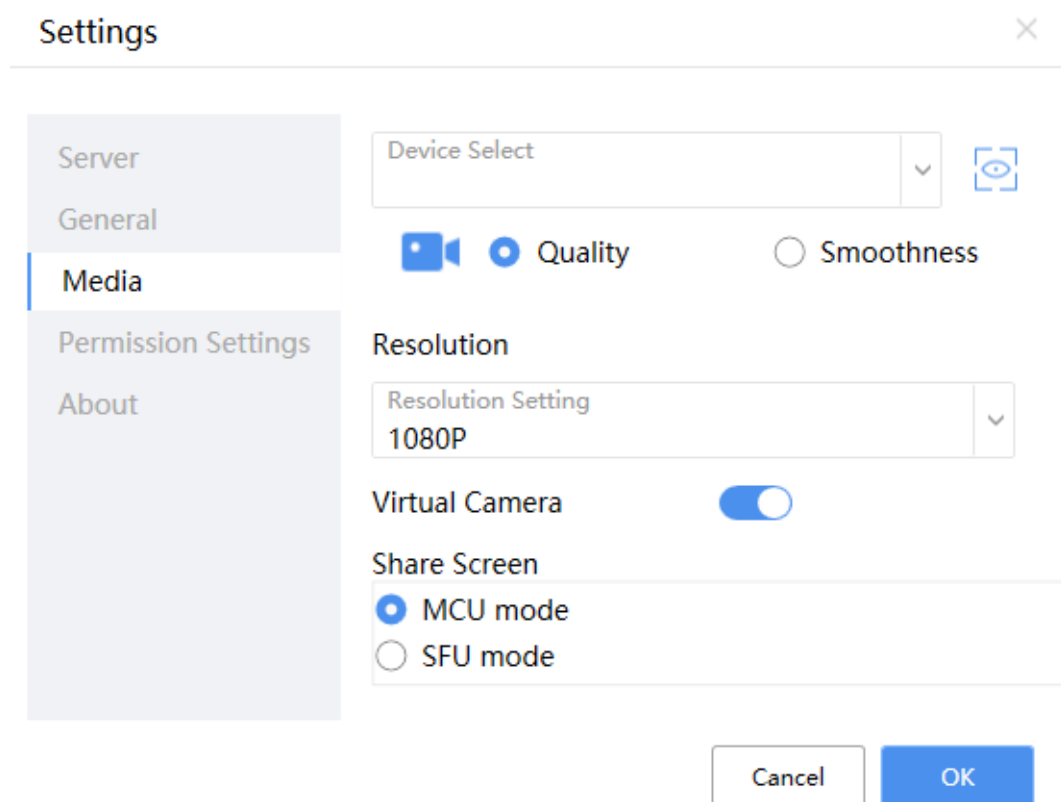 Settings
Server
General
Media
Permission Settings
About
Device Select
Quality
Smoothness
Resolution
Resolution Setting
1080P
Virtual Camera
Share Screen
MCU mode
SFU mode
Cancel
OK